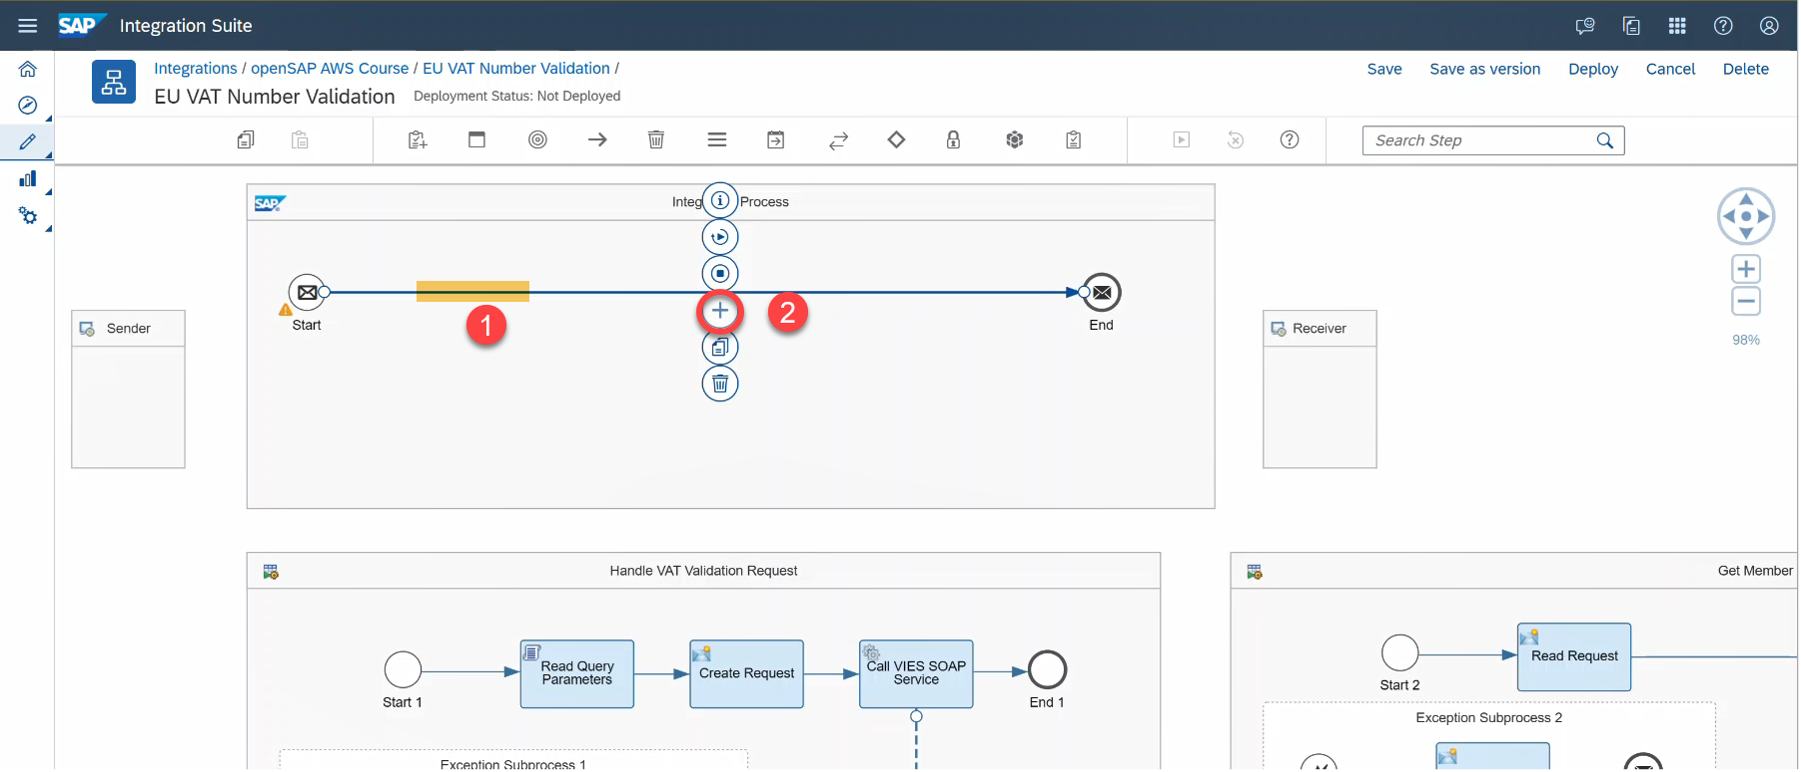 SAP Integration Suite
Integrations / openSAP AWS Course / EU VAT Number Validation /
EU VAT Number Validation Deployment Status: Not Deployed
Save Save as version Deploy Cancel Delete
Search Step
SAP
Integ Process
Start
1
2
End
Sender
Receiver
98%
Handle VAT Validation Request
Start 1
Read Query
Parameters
Create Request
Call VIES SOAP
Service
End 1
Exception Subprocess 1
Get Member
Start 2
Read Request
Exception Subprocess 2